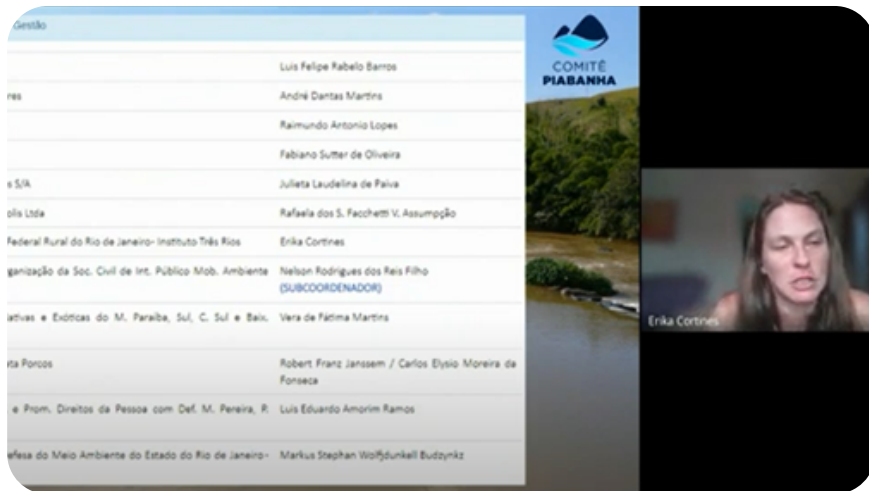 Gestão
Luis Felipe Rabelo Barros
res
André Dantas Martins
Raimundo Antonio Lopes
Fabiano Sutter de Oliveira
s S/A
Julieta Laudelina de Paiva
olis Ltda
Rafaela dos S. Facchetti V. Assumpção
Federal Rural do Rio de Janeiro- Instituto Três Rios
Erika Cortines
ganização da Soc. Civil de Int. Público Mob. Ambiente
Nelson Rodrigues dos Reis Filho
(SUBCOORDENADOR)
ativas e Exóticas do M. Paraíba, Sul, C. Sul e Baix.
Vera de Fátima Martins
ta Porcos
Robert Franz Janssem / Carlos Elysio Moreira da
Fonseca
e Prom. Direitos da Pessoa com Def. M. Pereira, P.
Luis Eduardo Amorim Ramos
efesa do Meio Ambiente do Estado do Rio de Janeiro-
Markus Stephan Wolfjdunkell Budzynkz
COMITÊ
PIABANHA
Erika Cortines